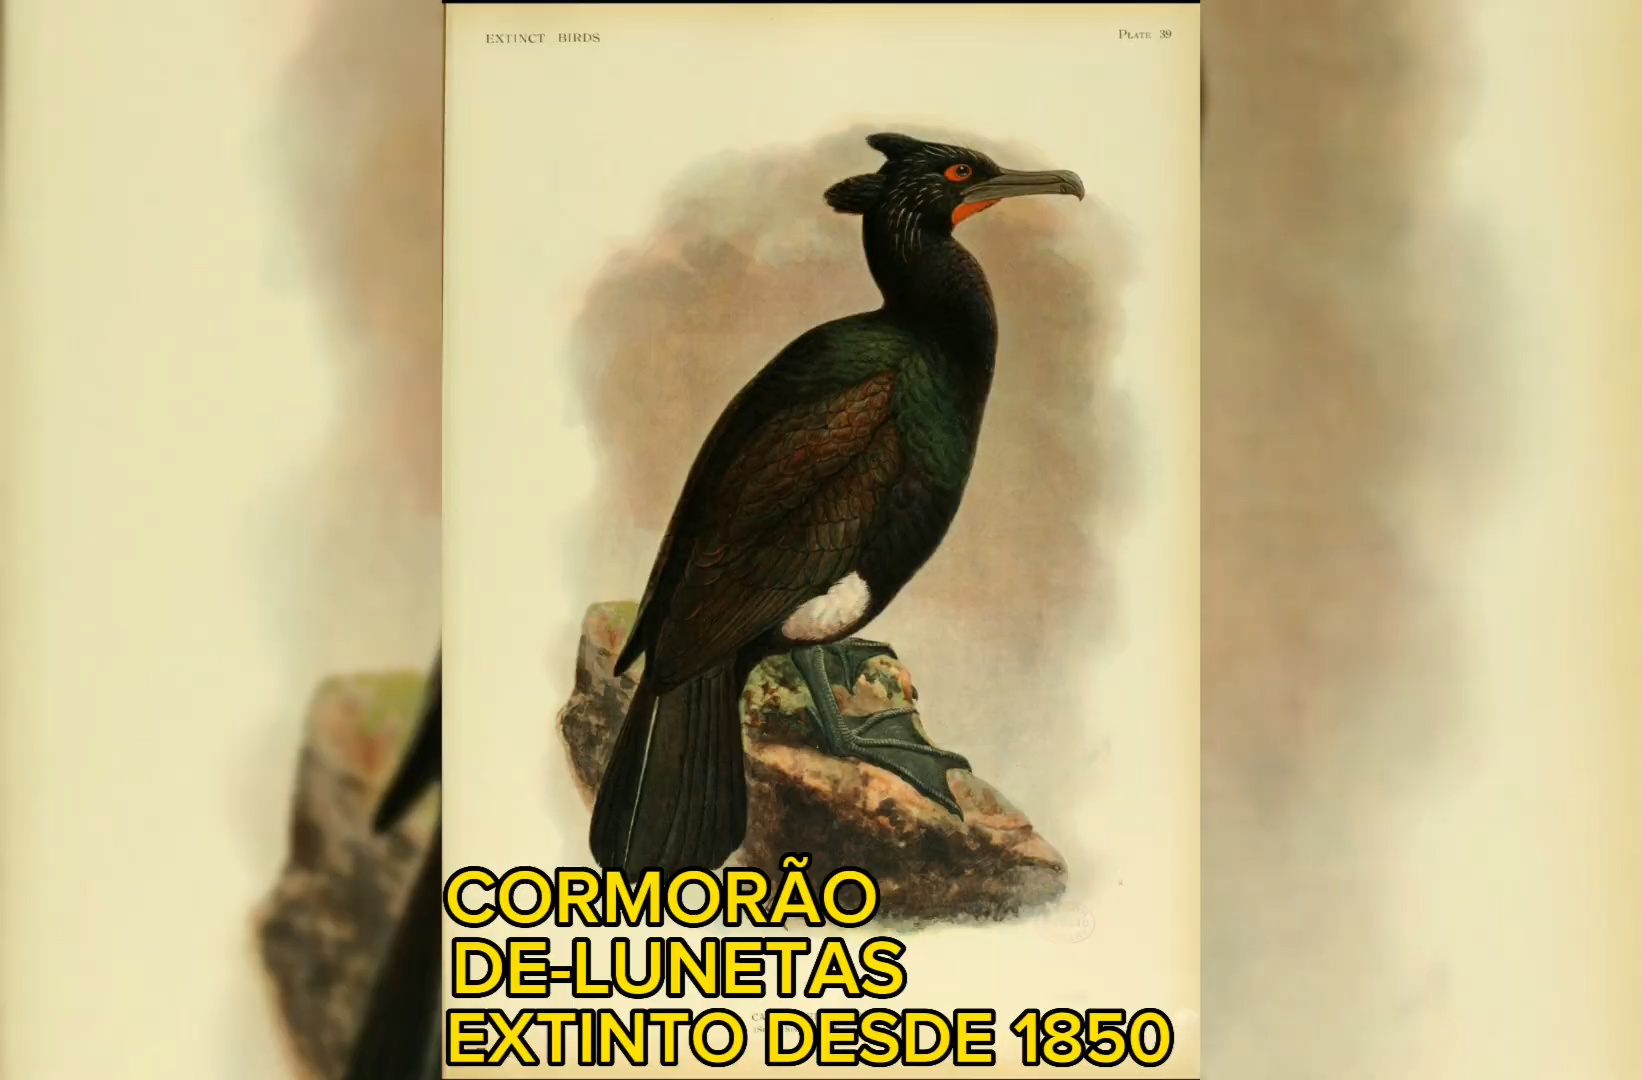 EXTINCT BIRDS
PLATE 39
CORMORÃO
DE-LUNETAS
EXTINTO DESDE 1850